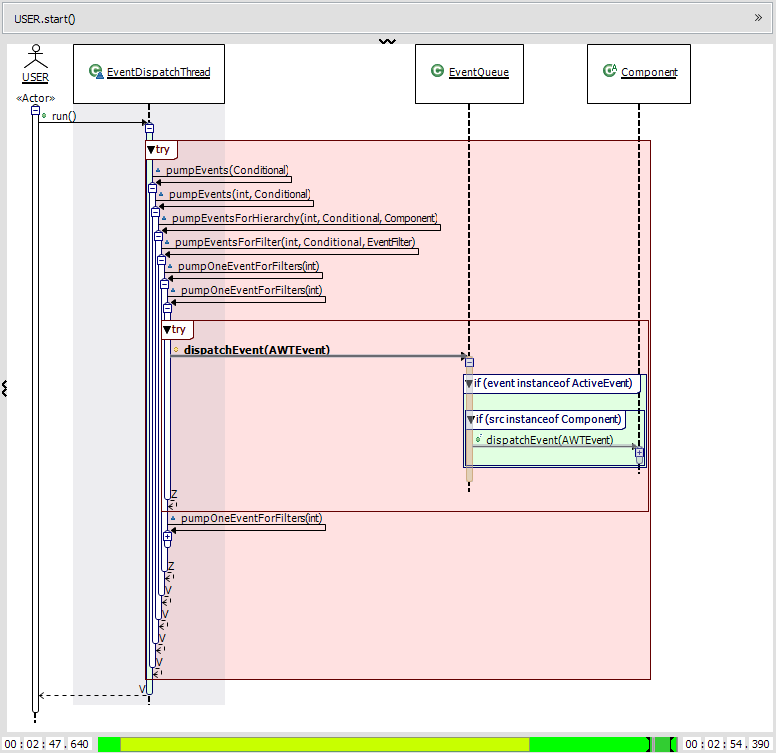 USER.start()
»
USER
«Actor»
EventDispatchThread
EventQueue
Component
run()
try
pumpEvents(Conditional)
pumpEvents(int, Conditional)
pumpEventsForHierarchy(int, Conditional, Component)
pumpEventsForFilter(int, Conditional, EventFilter)
pumpOneEventForFilters(int)
pumpOneEventForFilters(int)
try
dispatchEvent(AWTEvent)
if (event instanceof ActiveEvent)
if (src instanceof Component)
dispatchEvent(AWTEvent)
Z
pumpOneEventForFilters(int)
Z
V
V
V
V
V
00:02:47.640
00:02:54.390